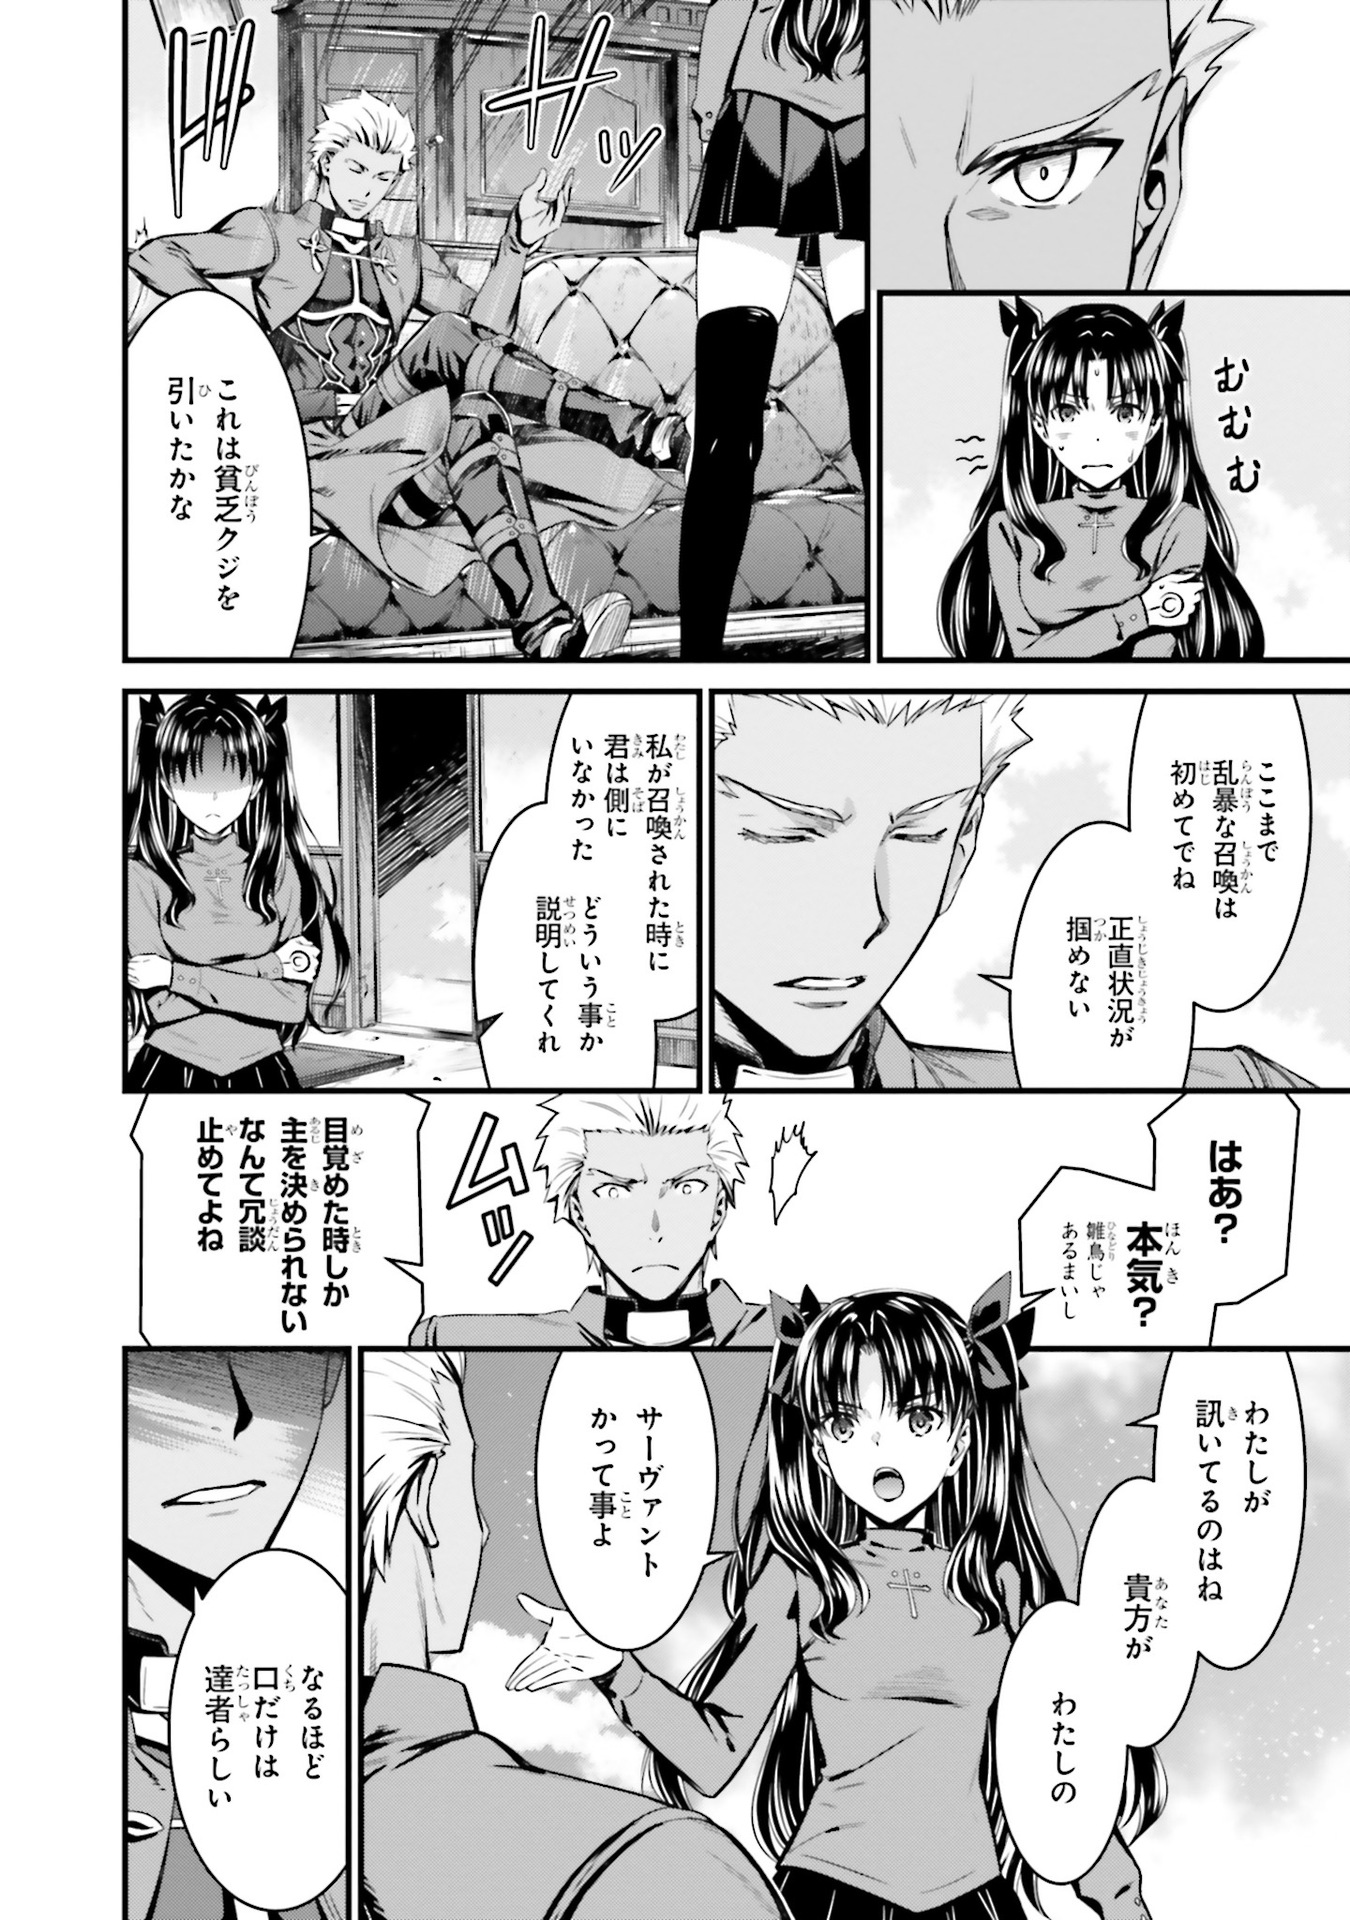 むむむ
ザッ
これは貧乏クジを
引いたかな
ここまで
乱暴な召喚は
初めてでね
正直状況が
掴めない
私が召喚された時に
君は側に
いなかった
どういう事か
説明してくれ
はあ?
本気?
雛鳥じゃ
あるまいし
ムッ
目覚めた時しか
主を決められない
なんて冗談
止めてよね
わたしが
訊いてるのはね
貴方が
わたしの
サーヴァント
かって事よ
なるほど
口だけは
達者らしい